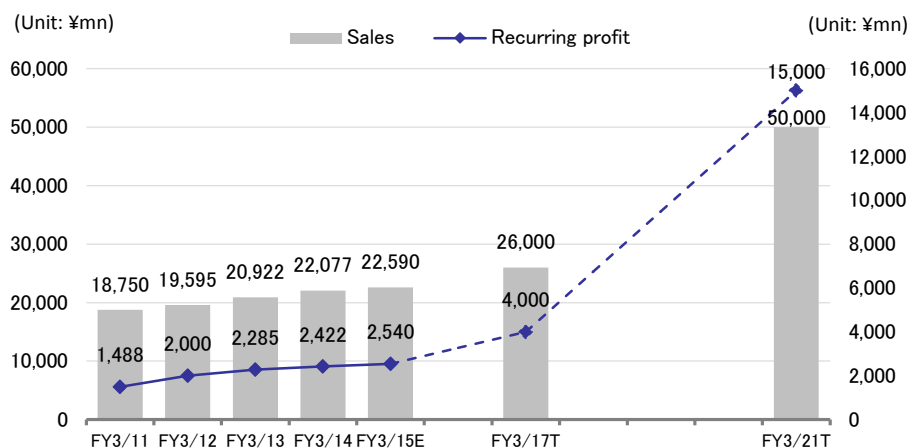 (Unit: ¥mn)
(Unit: ¥mn)
Sales
Recurring profit
60,000
50,000
40,000
30,000
20,000
10,000
0
16,000
14,000
12,000
10,000
8,000
6,000
4,000
2,000
0
18,750
19,595
20,922
22,077
22,590
26,000
50,000
1,488
2,000
2,285
2,422
2,540
4,000
15,000
FY3/11
FY3/12
FY3/13
FY3/14
FY3/15E
FY3/17T
FY3/21T